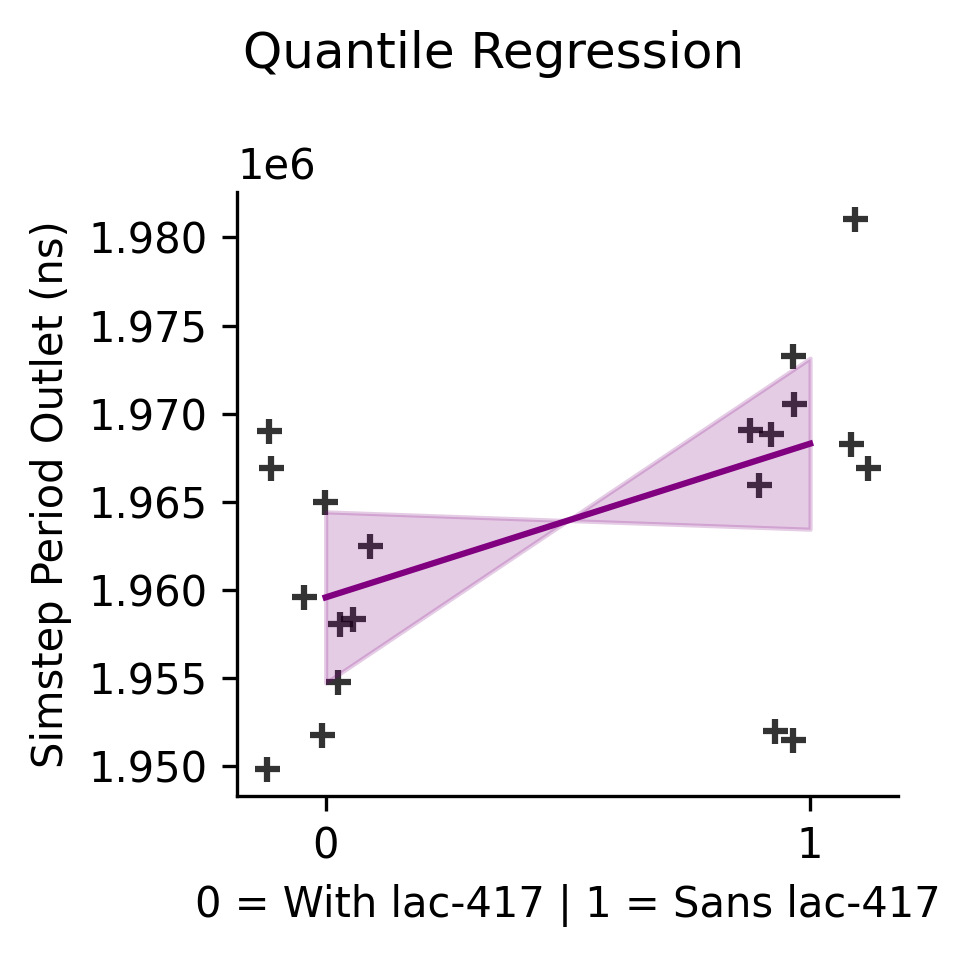 Quantile Regression
1e6
1.980
1.975
1.970
1.965
1.960
1.955
1.950
Simstep Period Outlet (ns)
0 1
0 = With lac-417 | 1 = Sans lac-417